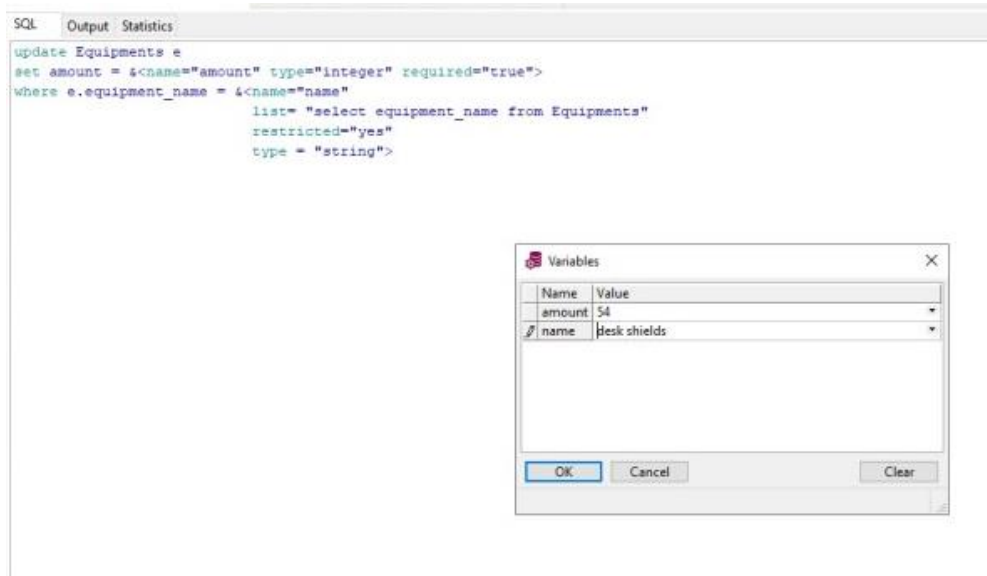 SQL Output Statistics
update Equipments e
set amount = &<name="amount" type="integer" required="true">
where e.equipment_name = &<name="name"
list= "select equipment_name from Equipments"
restricted="yes"
type = "string">
Variables
Name Value
amount 54
name desk shields
OK Cancel Clear